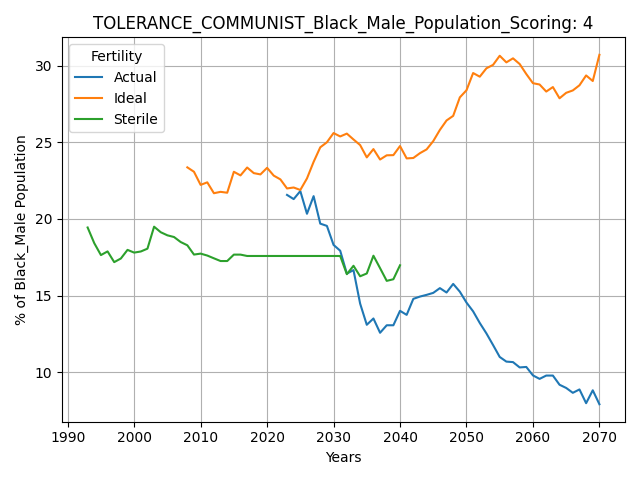 TOLERANCE_COMMUNIST_Black_Male_Population_Scoring: 4
% of Black_Male Population
30
25
20
15
10
Fertility
Actual
Ideal
Sterile
1990 2000 2010 2020 2030 2040 2050 2060 2070
Years